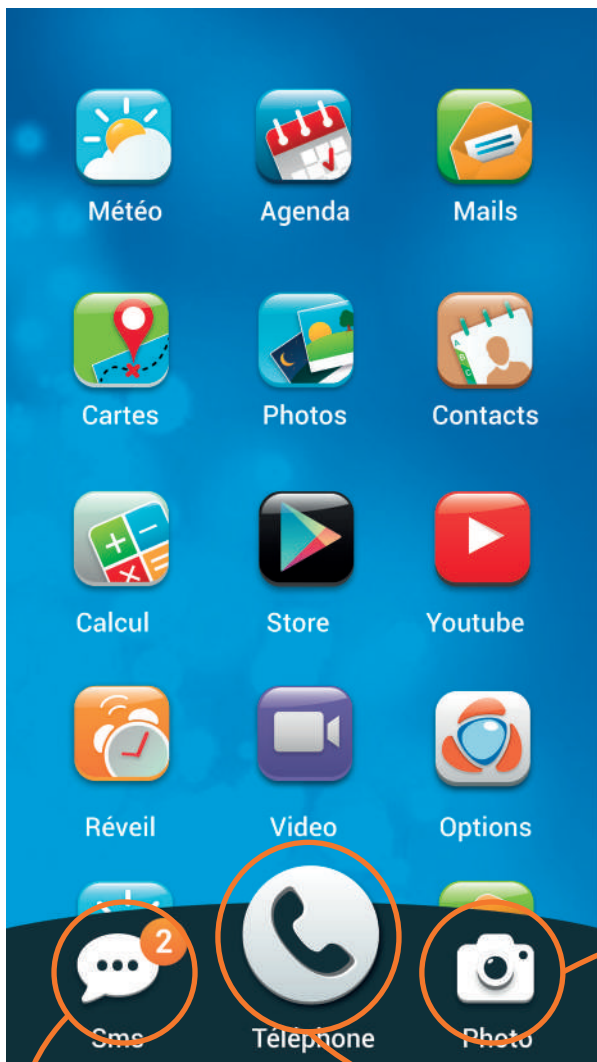 Météo Agenda Mails
Cartes Photos Contacts
A
B
C
Calcul Store Youtube
Réveil Video Options
2
Sms Téléphone Photo